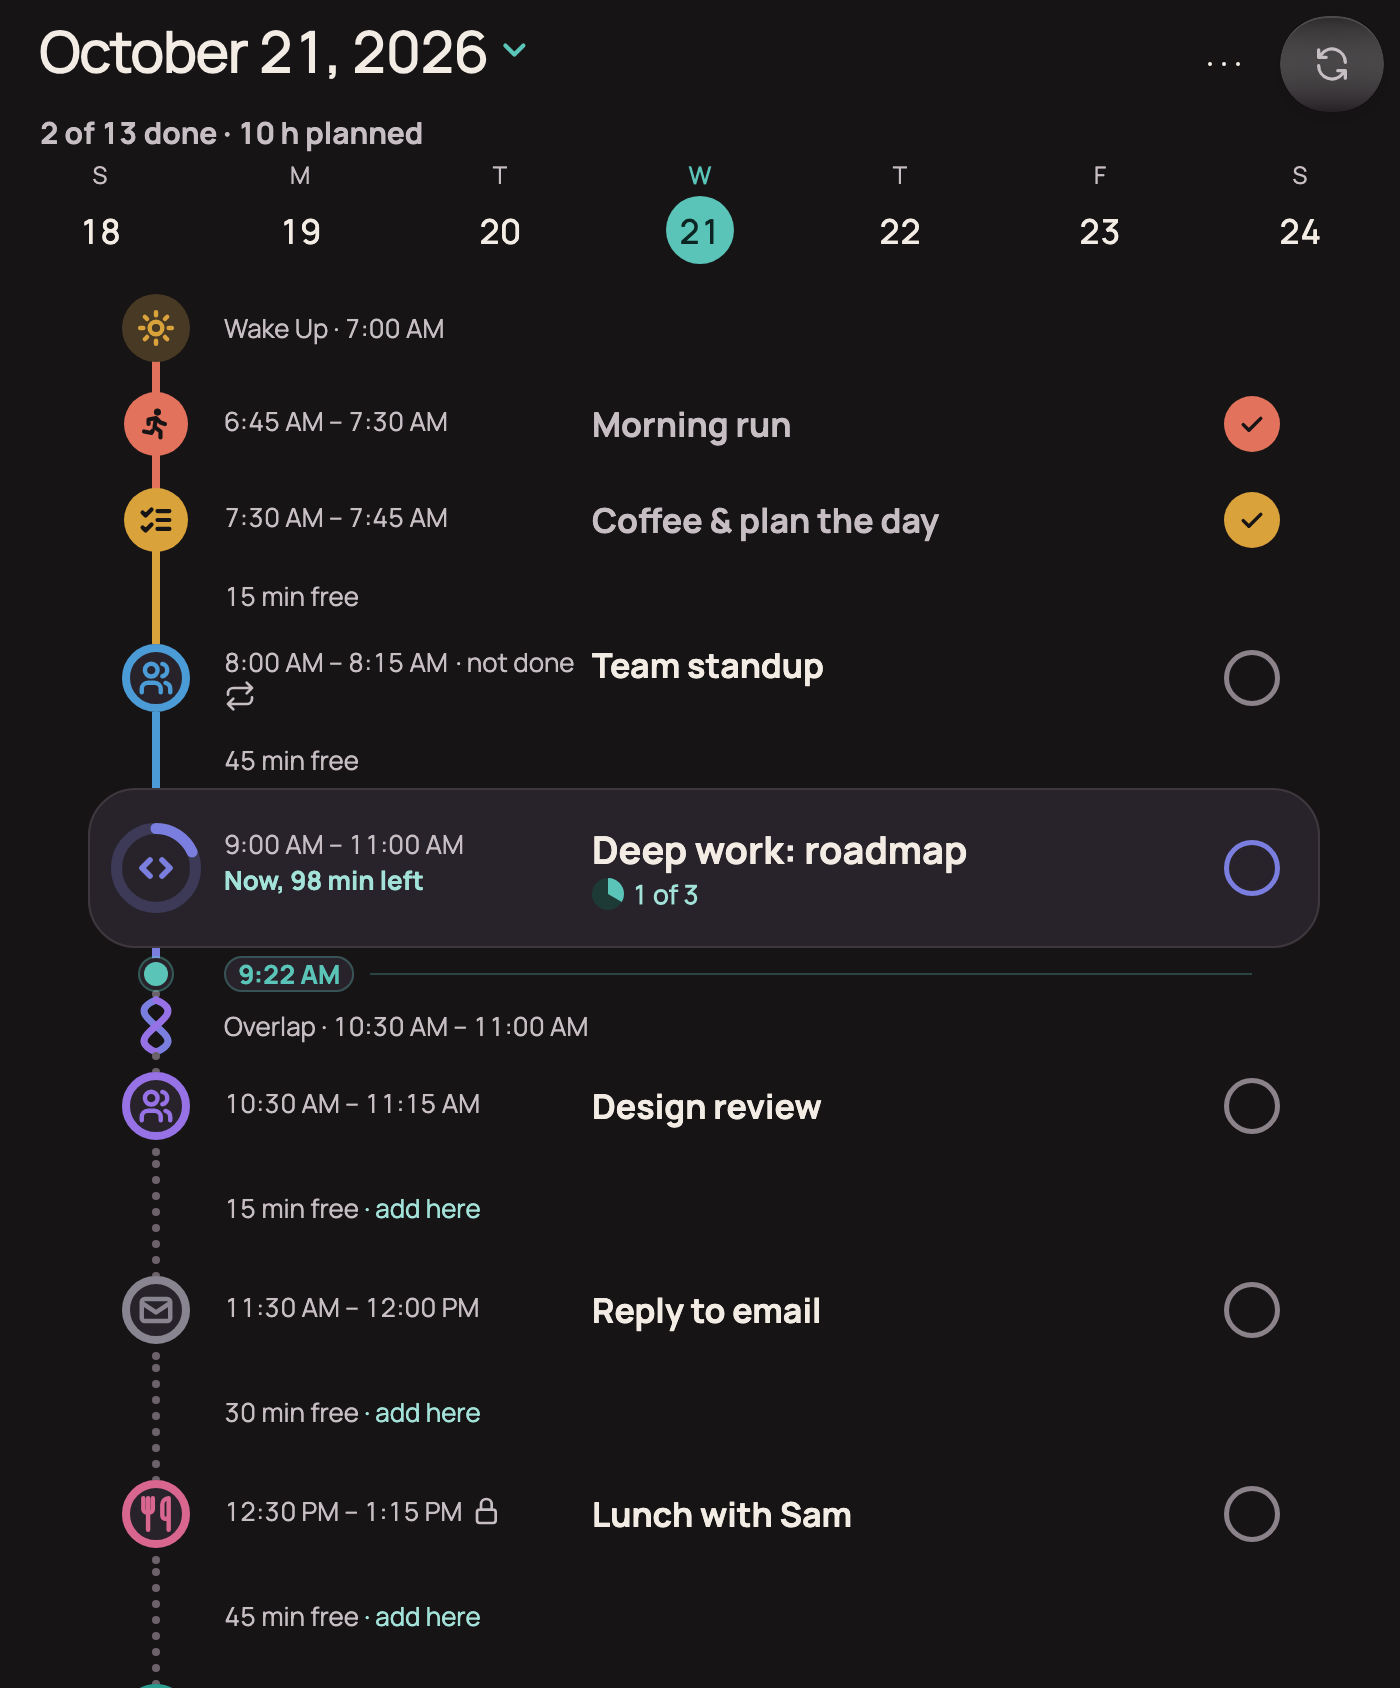 October 21, 2026
...
2 of 13 done · 10 h planned
S M T W T F S
18 19 20 21 22 23 24
Wake Up · 7:00 AM
6:45 AM – 7:30 AM Morning run
7:30 AM – 7:45 AM Coffee & plan the day
15 min free
8:00 AM – 8:15 AM · not done Team standup
45 min free
9:00 AM – 11:00 AM Deep work: roadmap
Now, 98 min left 1 of 3
9:22 AM
Overlap · 10:30 AM – 11:00 AM
10:30 AM – 11:15 AM Design review
15 min free · add here
11:30 AM – 12:00 PM Reply to email
30 min free · add here
12:30 PM – 1:15 PM Lunch with Sam
45 min free · add here